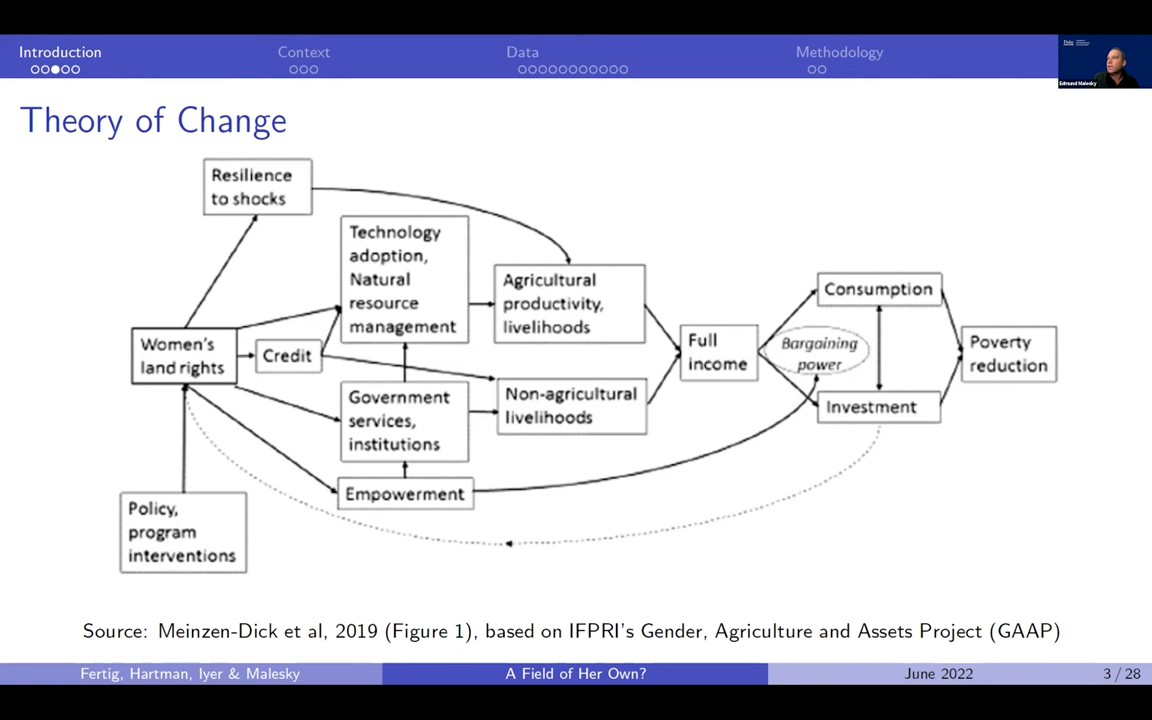 Introduction
Context
Data
Methodology
Duke
Edmund Malesky
Theory of Change
Resilience
to shocks
Technology
adoption,
Natural
resource
management
Agricultural
productivity,
livelihoods
Consumption
Women's
land rights
Credit
Full
income
Bargaining
power
Poverty
reduction
Government
services,
institutions
Non-agricultural
livelihoods
Investment
Empowerment
Policy,
program
interventions
Source: Meinzen-Dick et al, 2019 (Figure 1), based on IFPRI's Gender, Agriculture and Assets Project (GAAP)
Fertig, Hartman, Iyer & Malesky
A Field of Her Own?
June 2022
3 / 28